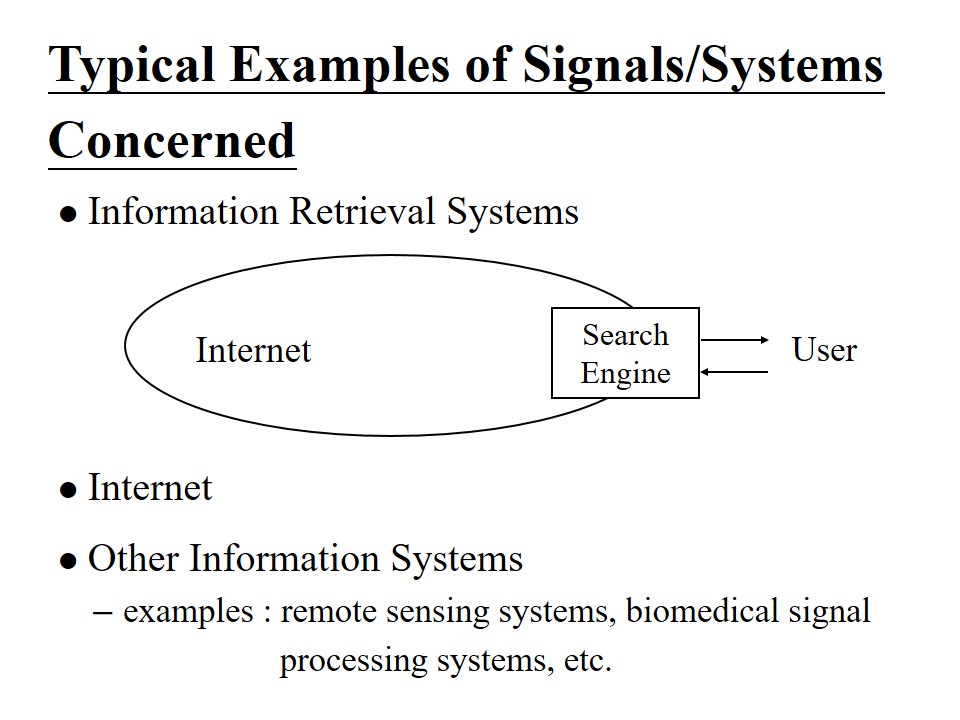 Typical Examples of Signals/Systems
Concerned
● Information Retrieval Systems
Internet
Search
Engine
User
● Internet
● Other Information Systems
– examples : remote sensing systems, biomedical signal
processing systems, etc.